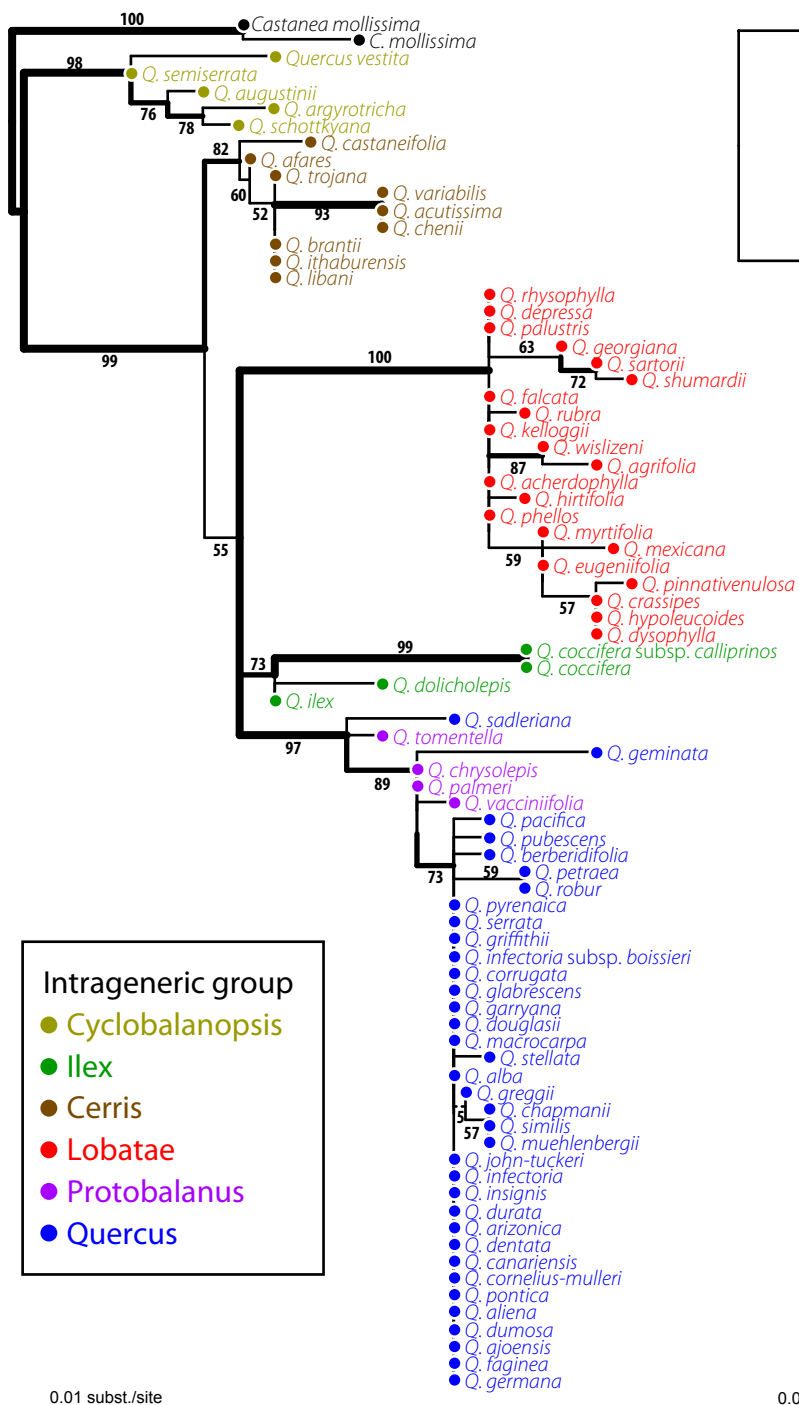 100
Castanea mollissima
C. mollissima
98
Quercus vestita
Q. semiserrata
Q. augustinii
76
Q. argyrotricha
78
Q. schottkyana
82
Q. castaneifolia
Q. afares
Q. trojana
60
Q. variabilis
52
93
Q. acutissima
Q. chenii
Q. brantii
Q. ithaburensis
Q. libani
Q. rhysophylla
Q. depressa
Q. palustris
99
100
63
Q. georgiana
Q. sartorii
72
Q. shumardii
Q. falcata
Q. rubra
Q. kelloggii
Q. wislizeni
87
Q. agrifolia
Q. acherdophylla
Q. hirtifolia
Q. phellos
Q. myrtifolia
55
59
Q. mexicana
Q. eugeniifolia
Q. pinnativenulosa
57
Q. crassipes
Q. hypoleucoides
Q. dysophylla
99
Q. coccifera subsp. calliprinos
73
Q. coccifera
Q. dolicholepis
Q. ilex
Q. sadleriana
97
Q. tomentella
Q. geminata
89
Q. chrysolepis
Q. palmeri
Q. vacciniifolia
Q. pacifica
Q. pubescens
Q. berberidifolia
73
59
Q. petraea
Q. robur
Q. pyrenaica
Q. serrata
Q. griffithii
Q. infectoria subsp. boissieri
Q. corrugata
Q. glabrescens
Q. garryana
Q. douglasii
Q. macrocarpa
Q. stellata
Q. alba
Q. greggii
5
Q. chapmanii
57
Q. similis
Q. muehlenbergii
Q. john-tuckeri
Q. infectoria
Q. insignis
Q. durata
Q. arizonica
Q. dentata
Q. canariensis
Q. cornelius-mulleri
Q. pontica
Q. aliena
Q. dumosa
Q. ajoensis
Q. faginea
Q. germana
Intrageneric group
Cyclobalanopsis
Ilex
Cerris
Lobatae
Protobalanus
Quercus
0.01 subst./site
0.0